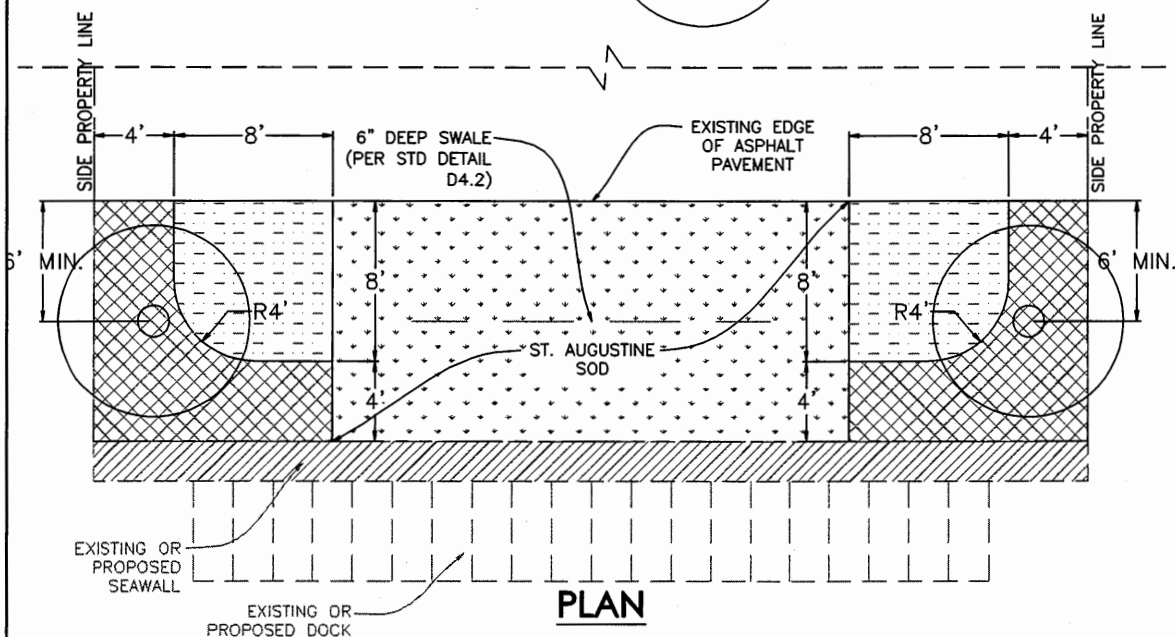 SIDE PROPERTY LINE
SIDE PROPERTY LINE
4'
8'
6" DEEP SWALE
(PER STD DETAIL
D4.2)
EXISTING EDGE
OF ASPHALT
PAVEMENT
8'
4'
6' MIN.
8'
8'
6' MIN.
R4'
R4'
ST. AUGUSTINE
SOD
4'
4'
EXISTING OR
PROPOSED
SEAWALL
EXISTING OR
PROPOSED DOCK
PLAN